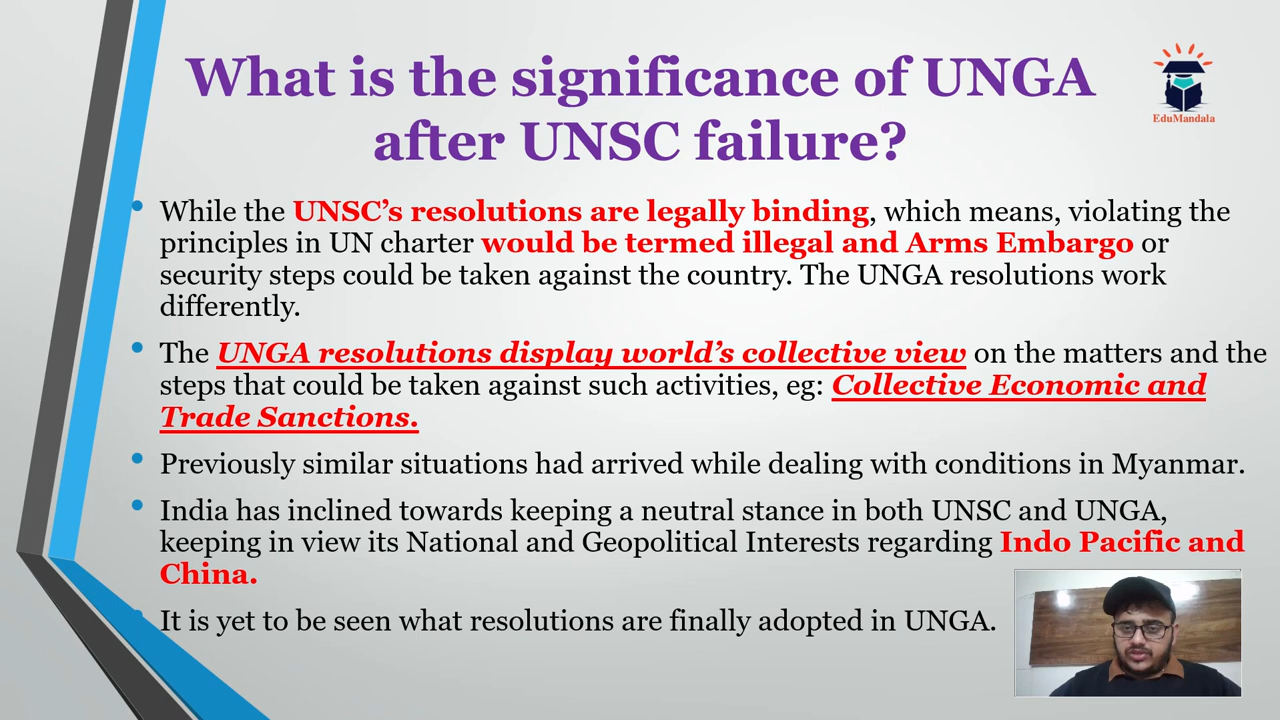 What is the significance of UNGA
after UNSC failure?
EduMandala
• While the UNSC’s resolutions are legally binding, which means, violating the
principles in UN charter would be termed illegal and Arms Embargo or
security steps could be taken against the country. The UNGA resolutions work
differently.
• The UNGA resolutions display world’s collective view on the matters and the
steps that could be taken against such activities, eg: Collective Economic and
Trade Sanctions.
• Previously similar situations had arrived while dealing with conditions in Myanmar.
• India has inclined towards keeping a neutral stance in both UNSC and UNGA,
keeping in view its National and Geopolitical Interests regarding Indo Pacific and
China.
• It is yet to be seen what resolutions are finally adopted in UNGA.